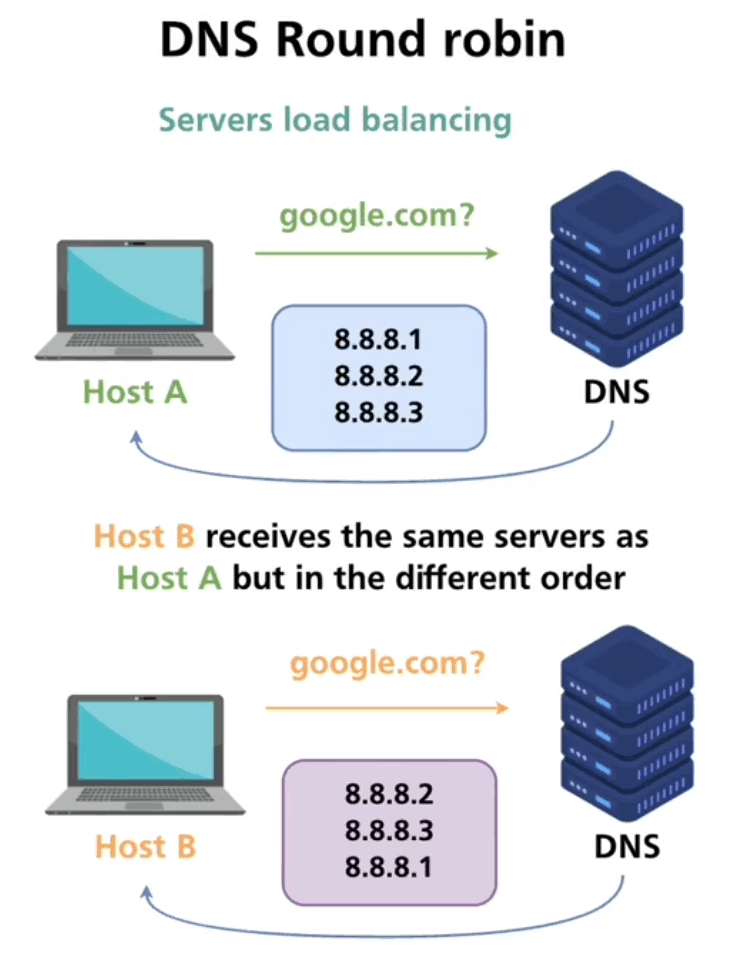 DNS Round robin
Servers load balancing
google.com?
8.8.8.1
8.8.8.2
8.8.8.3
Host A
DNS
Host B receives the same servers as
Host A but in the different order
google.com?
8.8.8.2
8.8.8.3
8.8.8.1
Host B
DNS